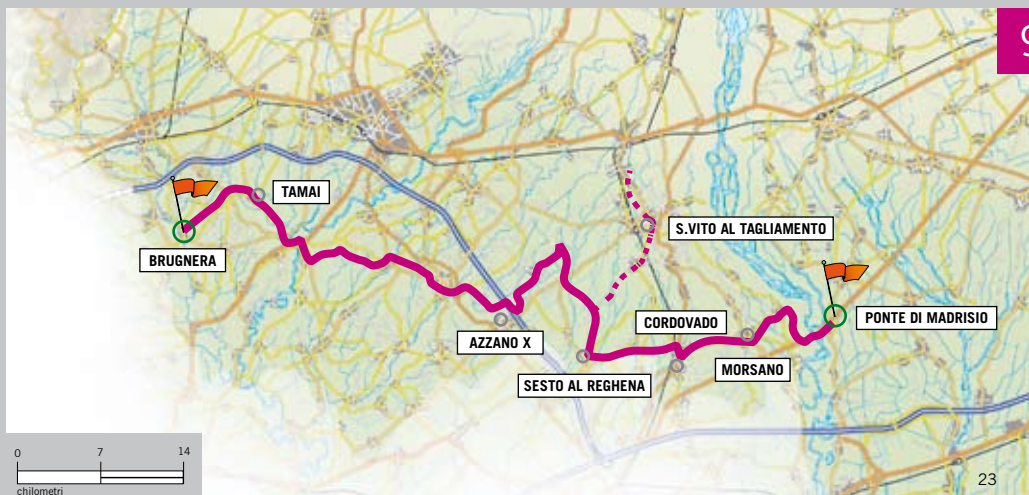 9
TAMAI
S.VITO AL TAGLIAMENTO
BRUGNERA
CORDOVADO
PONTE DI MADRISIO
AZZANO X
MORSANO
SESTO AL REGHENA
0 7 14
chilometri
23